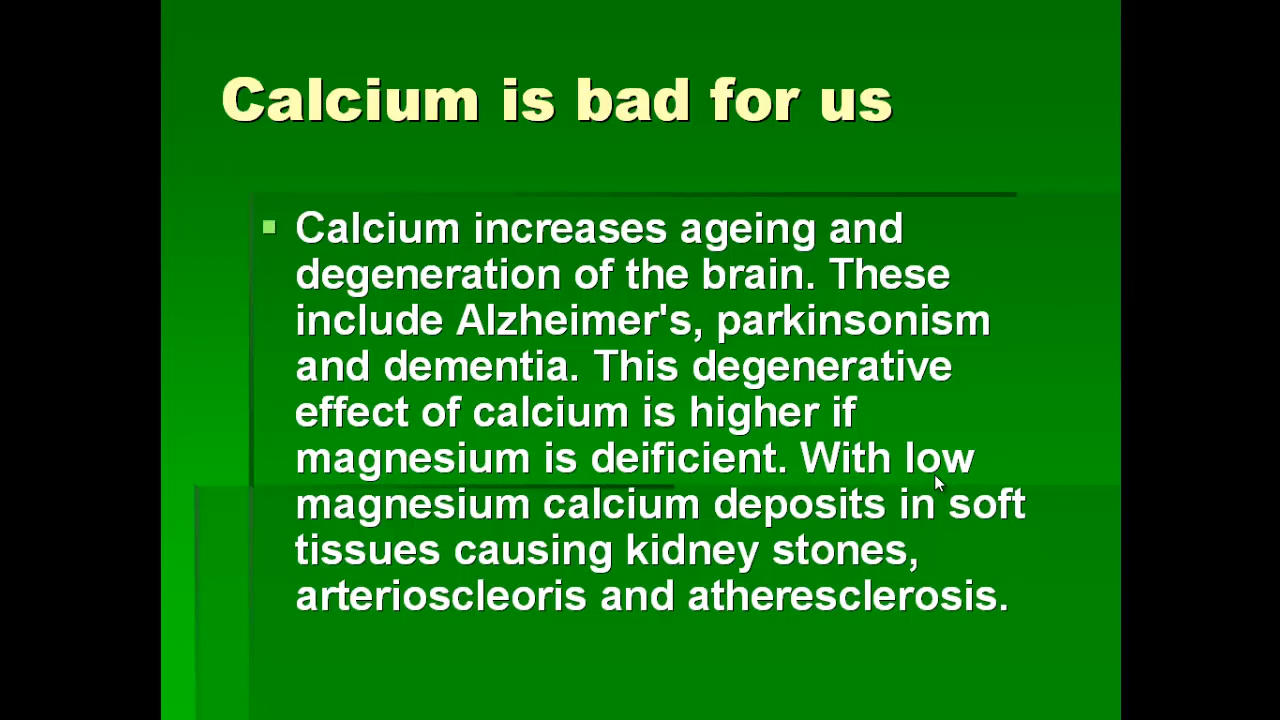 Calcium is bad for us
Calcium increases ageing and
degeneration of the brain. These
include Alzheimer's, parkinsonism
and dementia. This degenerative
effect of calcium is higher if
magnesium is deificient. With low
magnesium calcium deposits in soft
tissues causing kidney stones,
arterioscleoris and atheresclerosis.